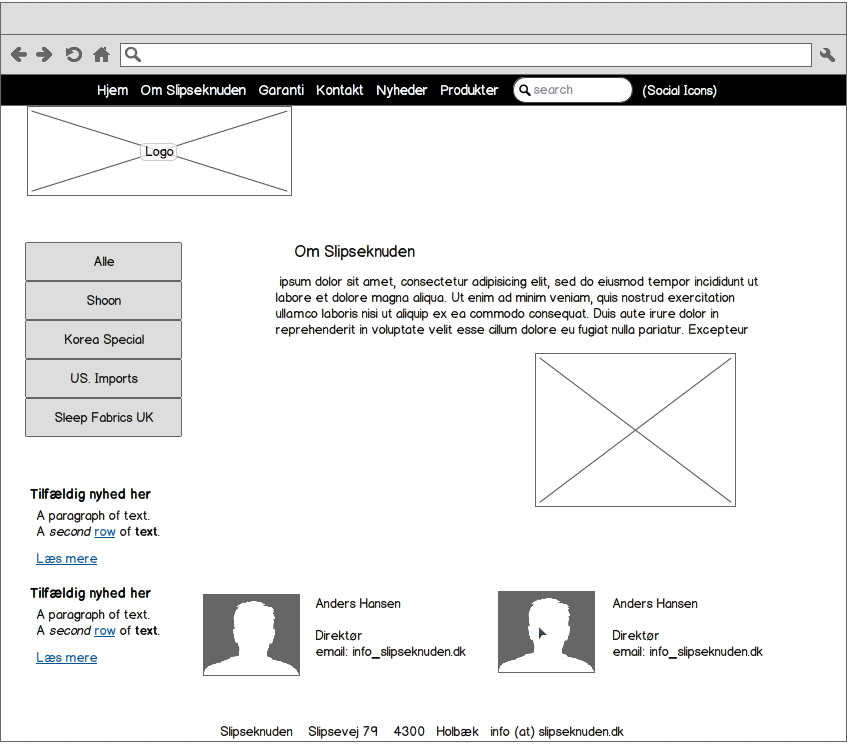 Hjem Om Slipseknuden Garanti Kontakt Nyheder Produkter search (Social Icons)
Logo
Alle
Shoon
Korea Special
US. Imports
Sleep Fabrics UK
Om Slipseknuden
ipsum dolor sit amet, consectetur adipisicing elit, sed do eiusmod tempor incididunt ut
labore et dolore magna aliqua. Ut enim ad minim veniam, quis nostrud exercitation
ullamco laboris nisi ut aliquip ex ea commodo consequat. Duis aute irure dolor in
reprehenderit in voluptate velit esse cillum dolore eu fugiat nulla pariatur. Excepteur
Tilfældig nyhed her
A paragraph of text.
A second row of text.
Læs mere
Tilfældig nyhed her
A paragraph of text.
A second row of text.
Læs mere
Anders Hansen
Direktør
email: info_slipseknuden.dk
Anders Hansen
Direktør
email: info_slipseknuden.dk
Slipseknuden Slipsevej 79 4300 Holbæk info (at) slipseknuden.dk